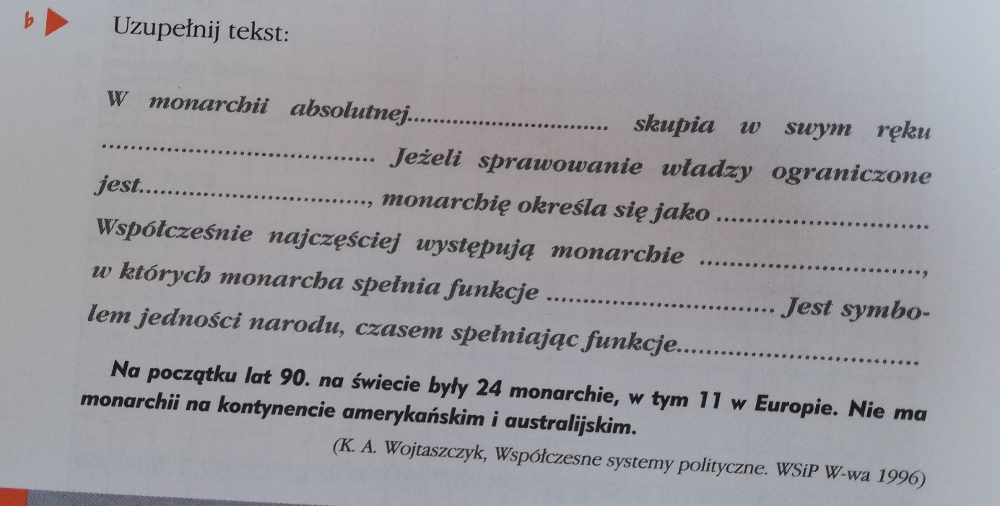 b
Uzupełnij tekst:
W monarchii absolutnej.............................. skupia w swym ręku
...................................... Jeżeli sprawowanie władzy ograniczone
jest................................, monarchię określa się jako ..............................
Współcześnie najczęściej występują monarchie ..............................,
w których monarcha spełnia funkcje ................................ Jest symbo-
lem jedności narodu, czasem spełniając funkcje..................................
Na początku lat 90. na świecie były 24 monarchie, w tym 11 w Europie. Nie ma
monarchii na kontynencie amerykańskim i australijskim.
(K. A. Wojtaszczyk, Współczesne systemy polityczne. WSiP W-wa 1996)